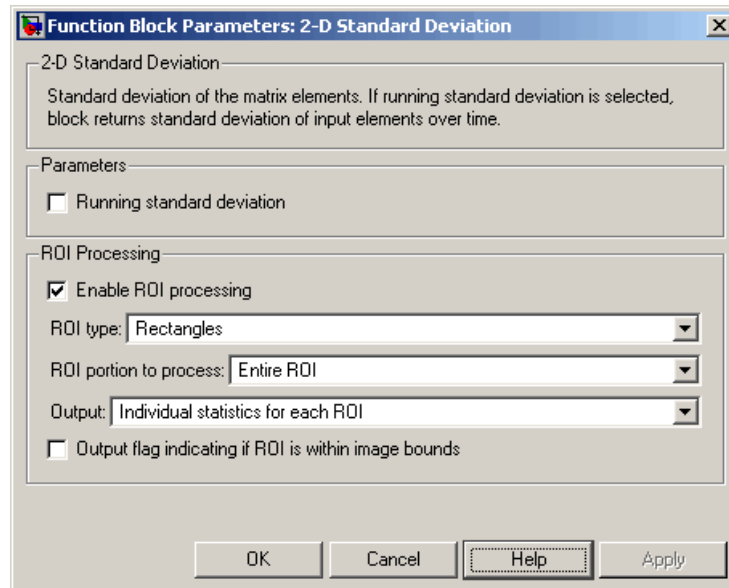 Function Block Parameters: 2-D Standard Deviation
2-D Standard Deviation
Standard deviation of the matrix elements. If running standard deviation is selected,
block returns standard deviation of input elements over time.
Parameters
Running standard deviation
ROI Processing
Enable ROI processing
ROI type: Rectangles
ROI portion to process: Entire ROI
Output: Individual statistics for each ROI
Output flag indicating if ROI is within image bounds
OK Cancel Help Apply